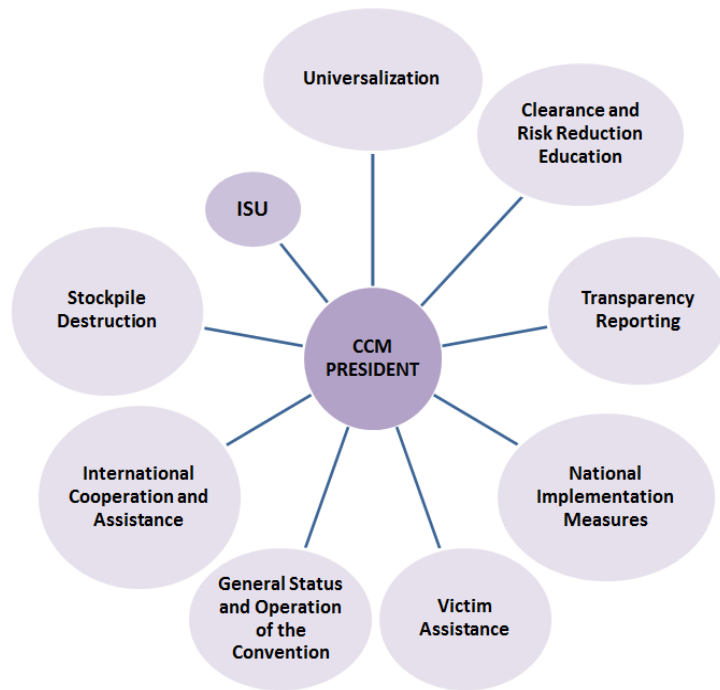 Universalization
Clearance and
Risk Reduction
Education
ISU
Stockpile
Destruction
Transparency
Reporting
CCM
PRESIDENT
International
Cooperation and
Assistance
National
Implementation
Measures
General Status
and Operation
of the
Convention
Victim
Assistance